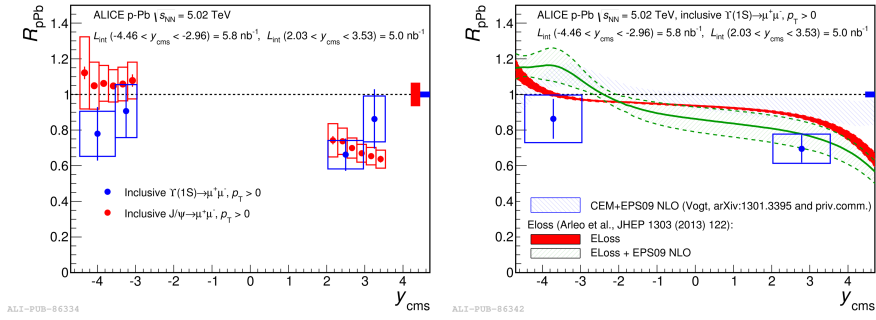 R_pPb
ALICE p-Pb √s_NN = 5.02 TeV
L_int (-4.46 < y_cms < -2.96) = 5.8 nb⁻¹, L_int (2.03 < y_cms < 3.53) = 5.0 nb⁻¹
1.4
1.2
1
0.8
0.6
0.4
0.2
0
Inclusive ϒ(1S)→μ⁺μ⁻, p_T > 0
Inclusive J/ψ→μ⁺μ⁻, p_T > 0
-4 -3 -2 -1 0 1 2 3 4
y_cms
ALI-PUB-86334
R_pPb
ALICE p-Pb √s_NN = 5.02 TeV, inclusive ϒ(1S)→μ⁺μ⁻, p_T > 0
L_int (-4.46 < y_cms < -2.96) = 5.8 nb⁻¹, L_int (2.03 < y_cms < 3.53) = 5.0 nb⁻¹
1.4
1.2
1
0.8
0.6
0.4
0.2
0
CEM+EPS09 NLO (Vogt, arXiv:1301.3395 and priv.comm.)
Eloss (Arleo et al., JHEP 1303 (2013) 122):
ELoss
ELoss + EPS09 NLO
-4 -3 -2 -1 0 1 2 3 4
y_cms
ALI-PUB-86342